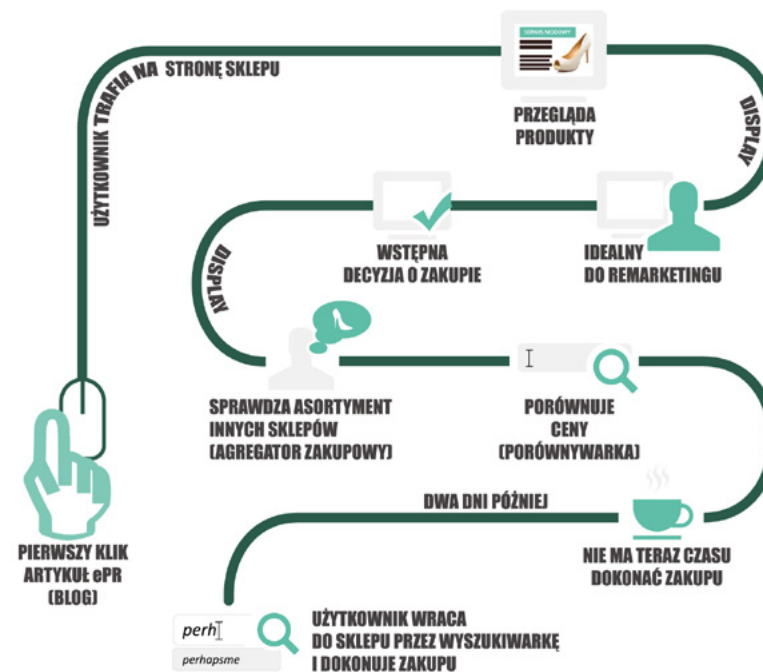 UŻYTKOWNIK TRAFIA NA STRONĘ SKLEPU
SERWIS MODOWY
PRZEGLĄDA
PRODUKTY
DISPLAY
IDEALNY
DO REMARKETINGU
WSTĘPNA
DECYZJA O ZAKUPIE
DISPLAY
SPRAWDZA ASORTYMENT
INNYCH SKLEPÓW
(AGREGATOR ZAKUPOWY)
PORÓWNUJE
CENY
(PORÓWNYWARKA)
NIE MA TERAZ CZASU
DOKONAĆ ZAKUPU
DWA DNI PÓŹNIEJ
PIERWSZY KLIK
ARTYKUŁ ePR
(BLOG)
perh
perhapsme
UŻYTKOWNIK WRACA
DO SKLEPU PRZEZ WYSZUKIWARKĘ
I DOKONUJE ZAKUPU